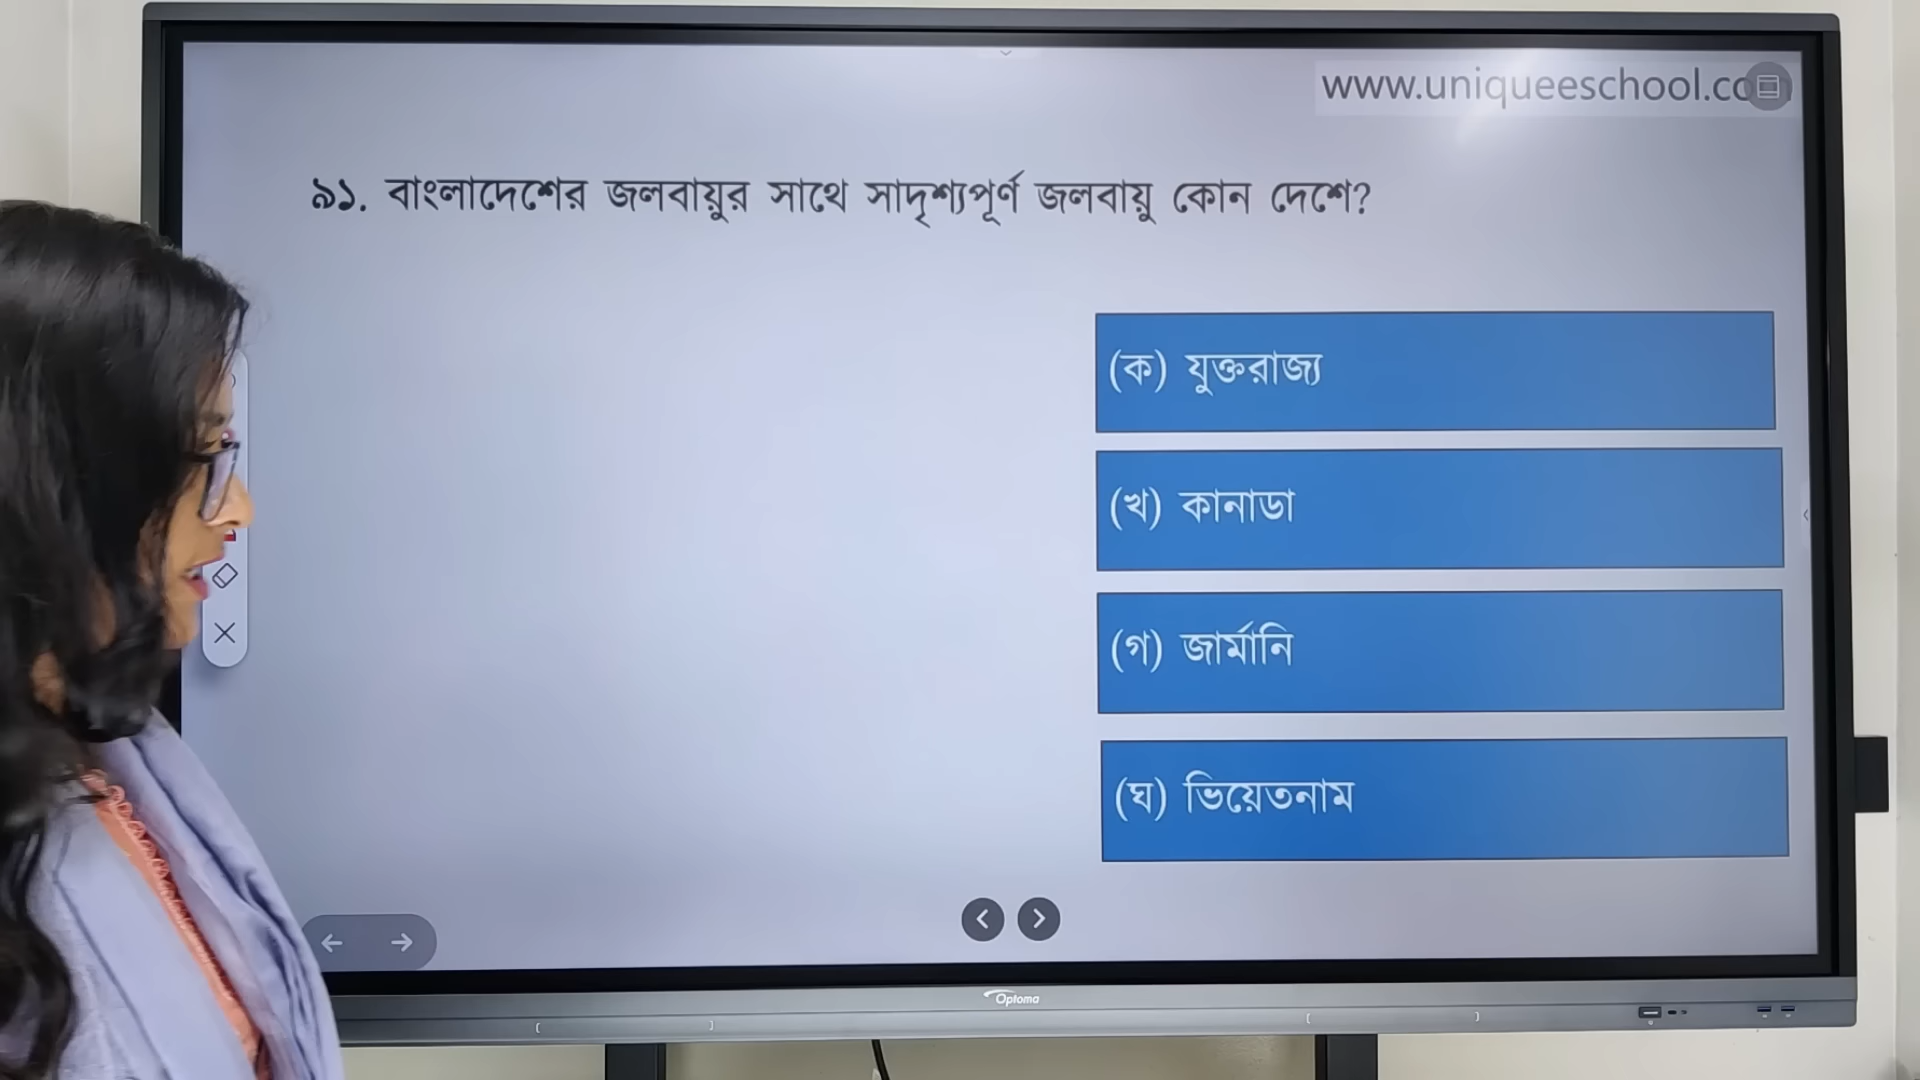 www.uniqueeschool.co
৯১. বাংলাদেশের জলবায়ুর সাথে সাদৃশ্যপূর্ণ জলবায়ু কোন দেশে?
(ক) যুক্তরাজ্য
(খ) কানাডা
(গ) জার্মানি
(ঘ) ভিয়েতনাম
Optoma